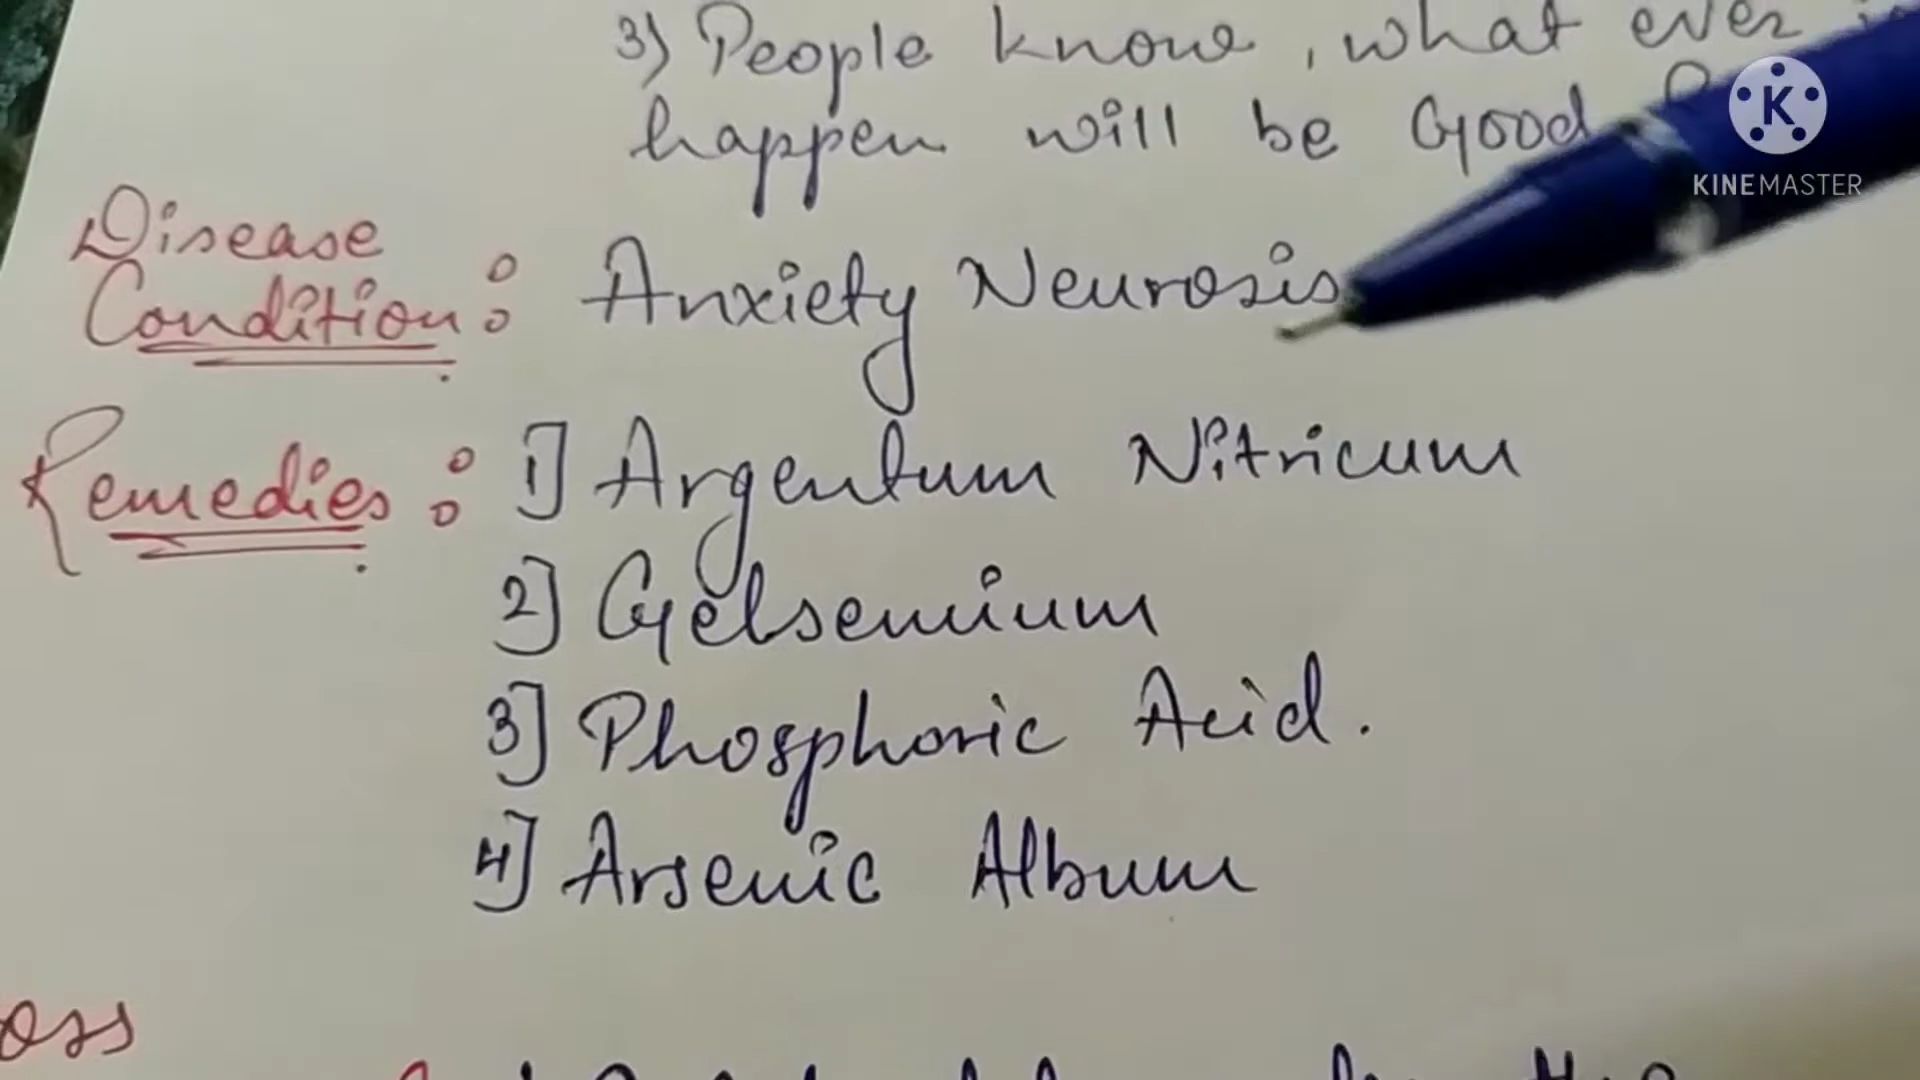 3) People know, what ever
happen will be Good
K
KINEMASTER
Disease
Condition : Anxiety Neurosis
Remedies : 1] Argentum Nitricum
2] Gelsemium
3] Phosphoric Acid.
4] Arsenic Album
oss